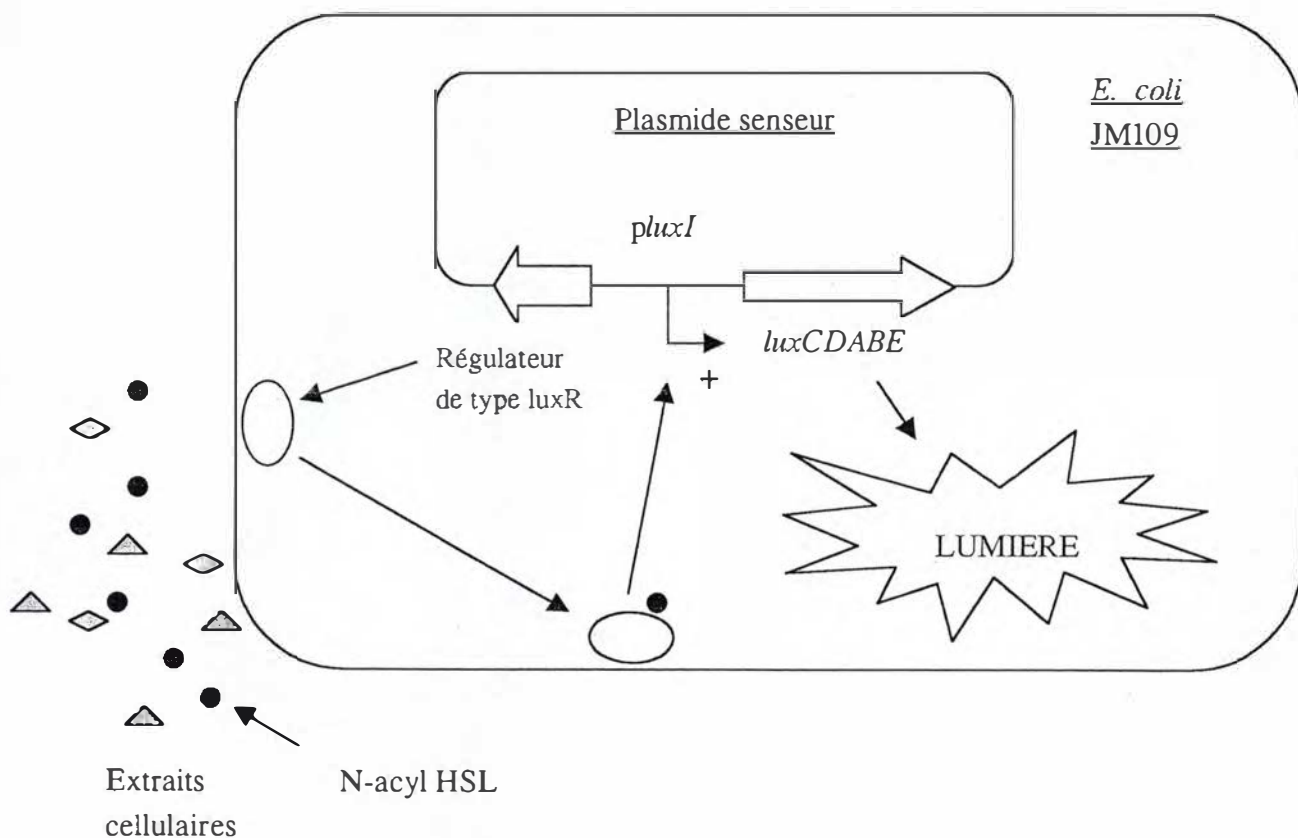 E. coli
JM109
Plasmide senseur
pluxI
luxCDABE
+
Régulateur
de type luxR
LUMIERE
Extraits
cellulaires
N-acyl HSL